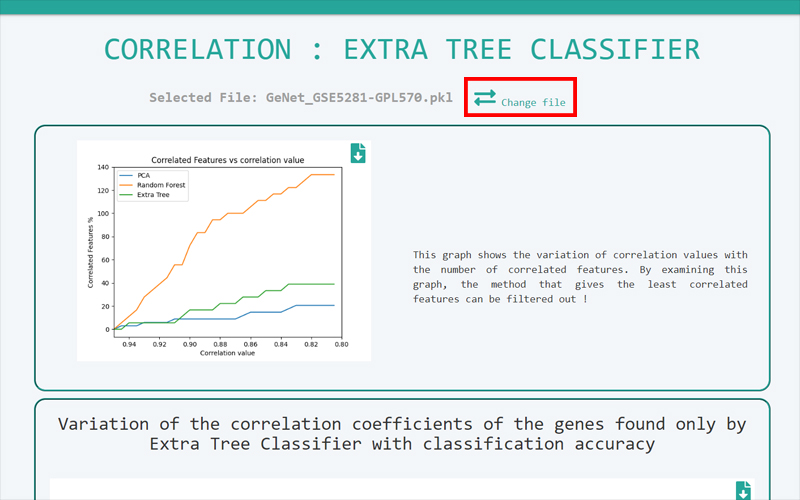 CORRELATION : EXTRA TREE CLASSIFIER
Selected File: GeNet_GSE5281-GPL570.pkl
Change file
Correlated Features vs correlation value
PCA
Random Forest
Extra Tree
Correlated Features %
140
120
100
80
60
40
20
0
0.94 0.92 0.90 0.88 0.86 0.84 0.82 0.80
Correlation value
This graph shows the variation of correlation values with
the number of correlated features. By examining this
graph, the method that gives the least correlated
features can be filtered out !
Variation of the correlation coefficients of the genes found only by
Extra Tree Classifier with classification accuracy